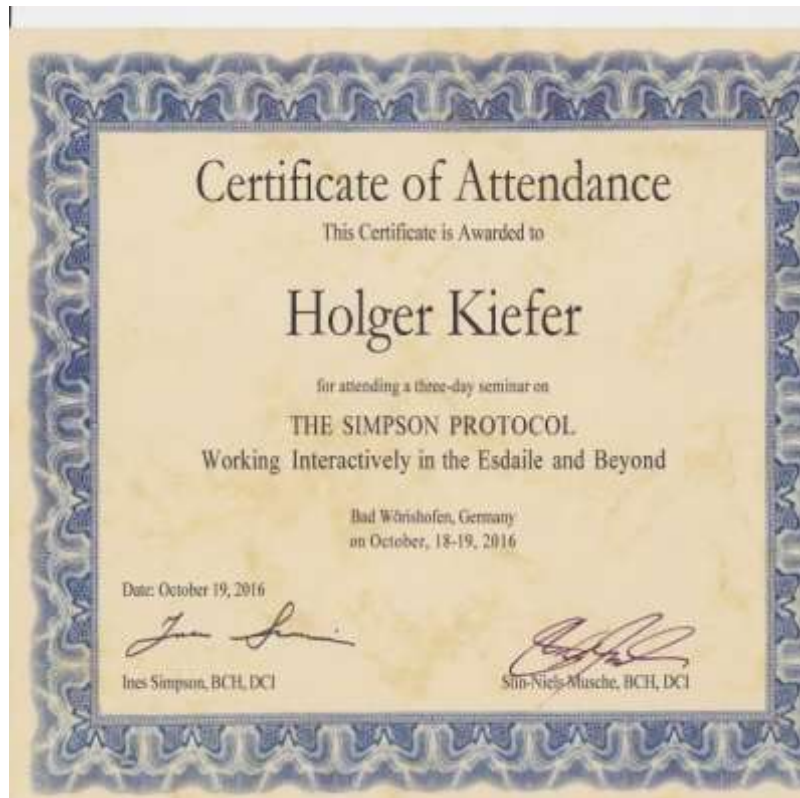 Certificate of Attendance
This Certificate is Awarded to
Holger Kiefer
for attending a three-day seminar on
THE SIMPSON PROTOCOL
Working Interactively in the Esdaile and Beyond
Bad Wörishofen, Germany
on October, 18-19, 2016
Date: October 19, 2016
Ines Simpson, BCH, DCI
-Niels Musche, BCH, DCI